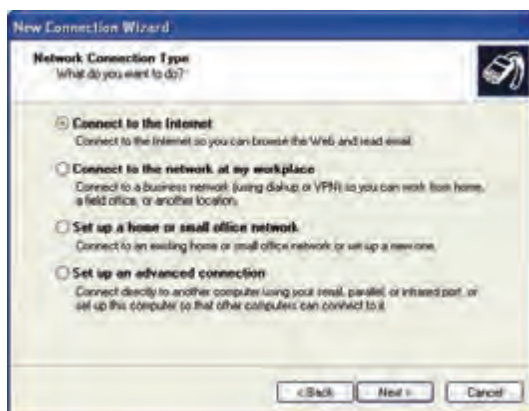 New Connection Wizard
Network Connection Type
What do you want to do?
Connect to the Internet
Connect to the Internet so you can browse the Web and read email.
Connect to the network at my workplace
Connect to a business network (using dial-up or VPN) so you can work from home,
a field office, or another location.
Set up a home or small office network
Connect to an existing home or small office network or set up a new one.
Set up an advanced connection
Connect directly to another computer using your serial, parallel, or infrared port, or
set up this computer so that other computers can connect to it.
< Back
Next >
Cancel